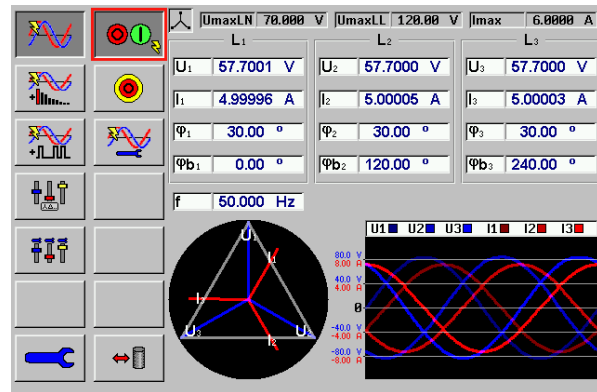 UmaxLN 70.000 V UmaxLL 120.00 V Imax 6.0000 A
L1 L2 L3
U1 57.7001 V U2 57.7000 V U3 57.7000 V
I1 4.99996 A I2 5.00005 A I3 5.00003 A
φ1 30.00 º φ2 30.00 º φ3 30.00 º
φb1 0.00 º φb2 120.00 º φb3 240.00 º
f 50.000 Hz
U1 U2 U3 I1 I2 I3
U1
I1
I3
U3
I2
U2
80.0 V
8.00 A
40.0 V
4.00 A
0
-40.0 V
-4.00 A
-80.0 V
-8.00 A